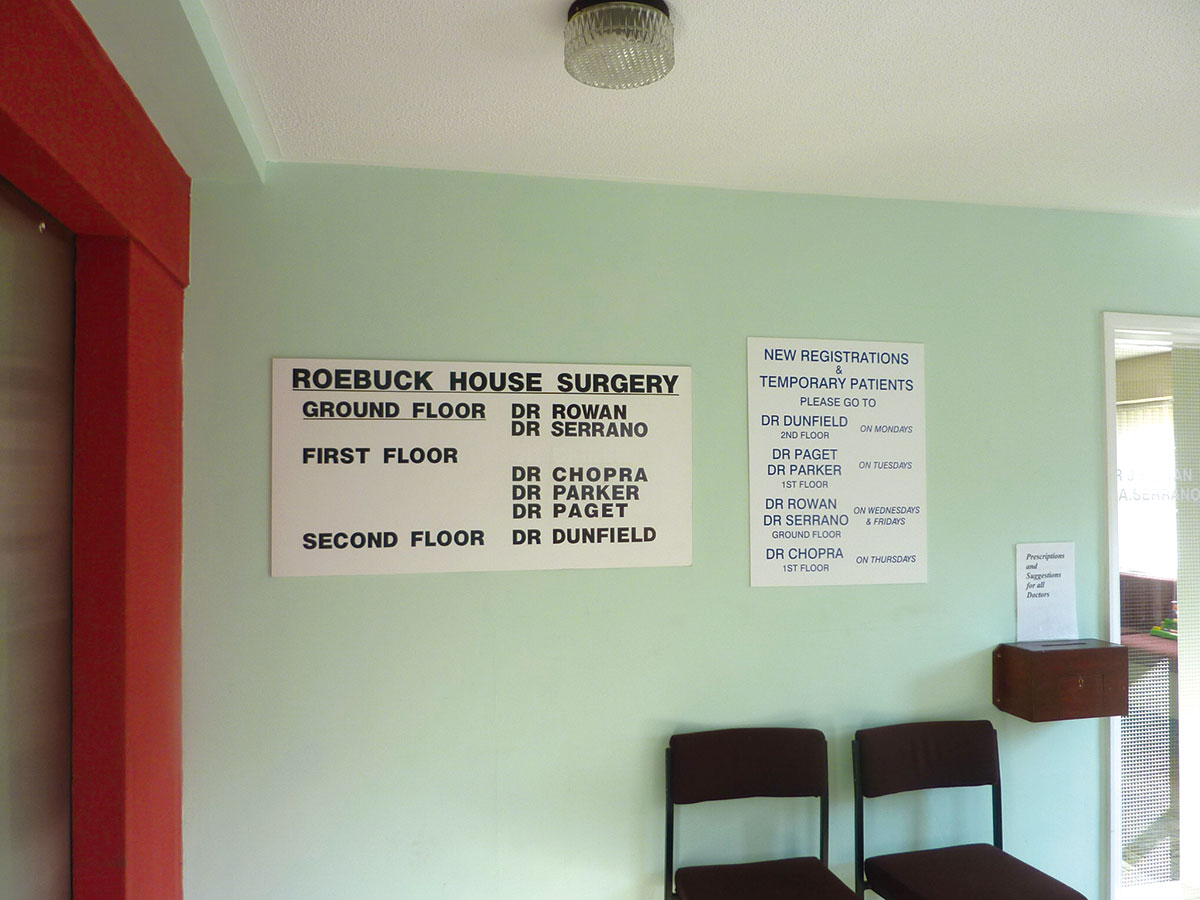 ROEBUCK HOUSE SURGERY
GROUND FLOOR DR ROWAN
DR SERRANO
FIRST FLOOR
DR CHOPRA
DR PARKER
DR PAGET
SECOND FLOOR DR DUNFIELD
NEW REGISTRATIONS
&
TEMPORARY PATIENTS
PLEASE GO TO
DR DUNFIELD ON MONDAYS
2ND FLOOR
DR PAGET
DR PARKER ON TUESDAYS
1ST FLOOR
DR ROWAN ON WEDNESDAYS
DR SERRANO & FRIDAYS
GROUND FLOOR
DR CHOPRA ON THURSDAYS
1ST FLOOR
Prescriptions
and
Suggestions
for all
Doctors
A.SERRANO